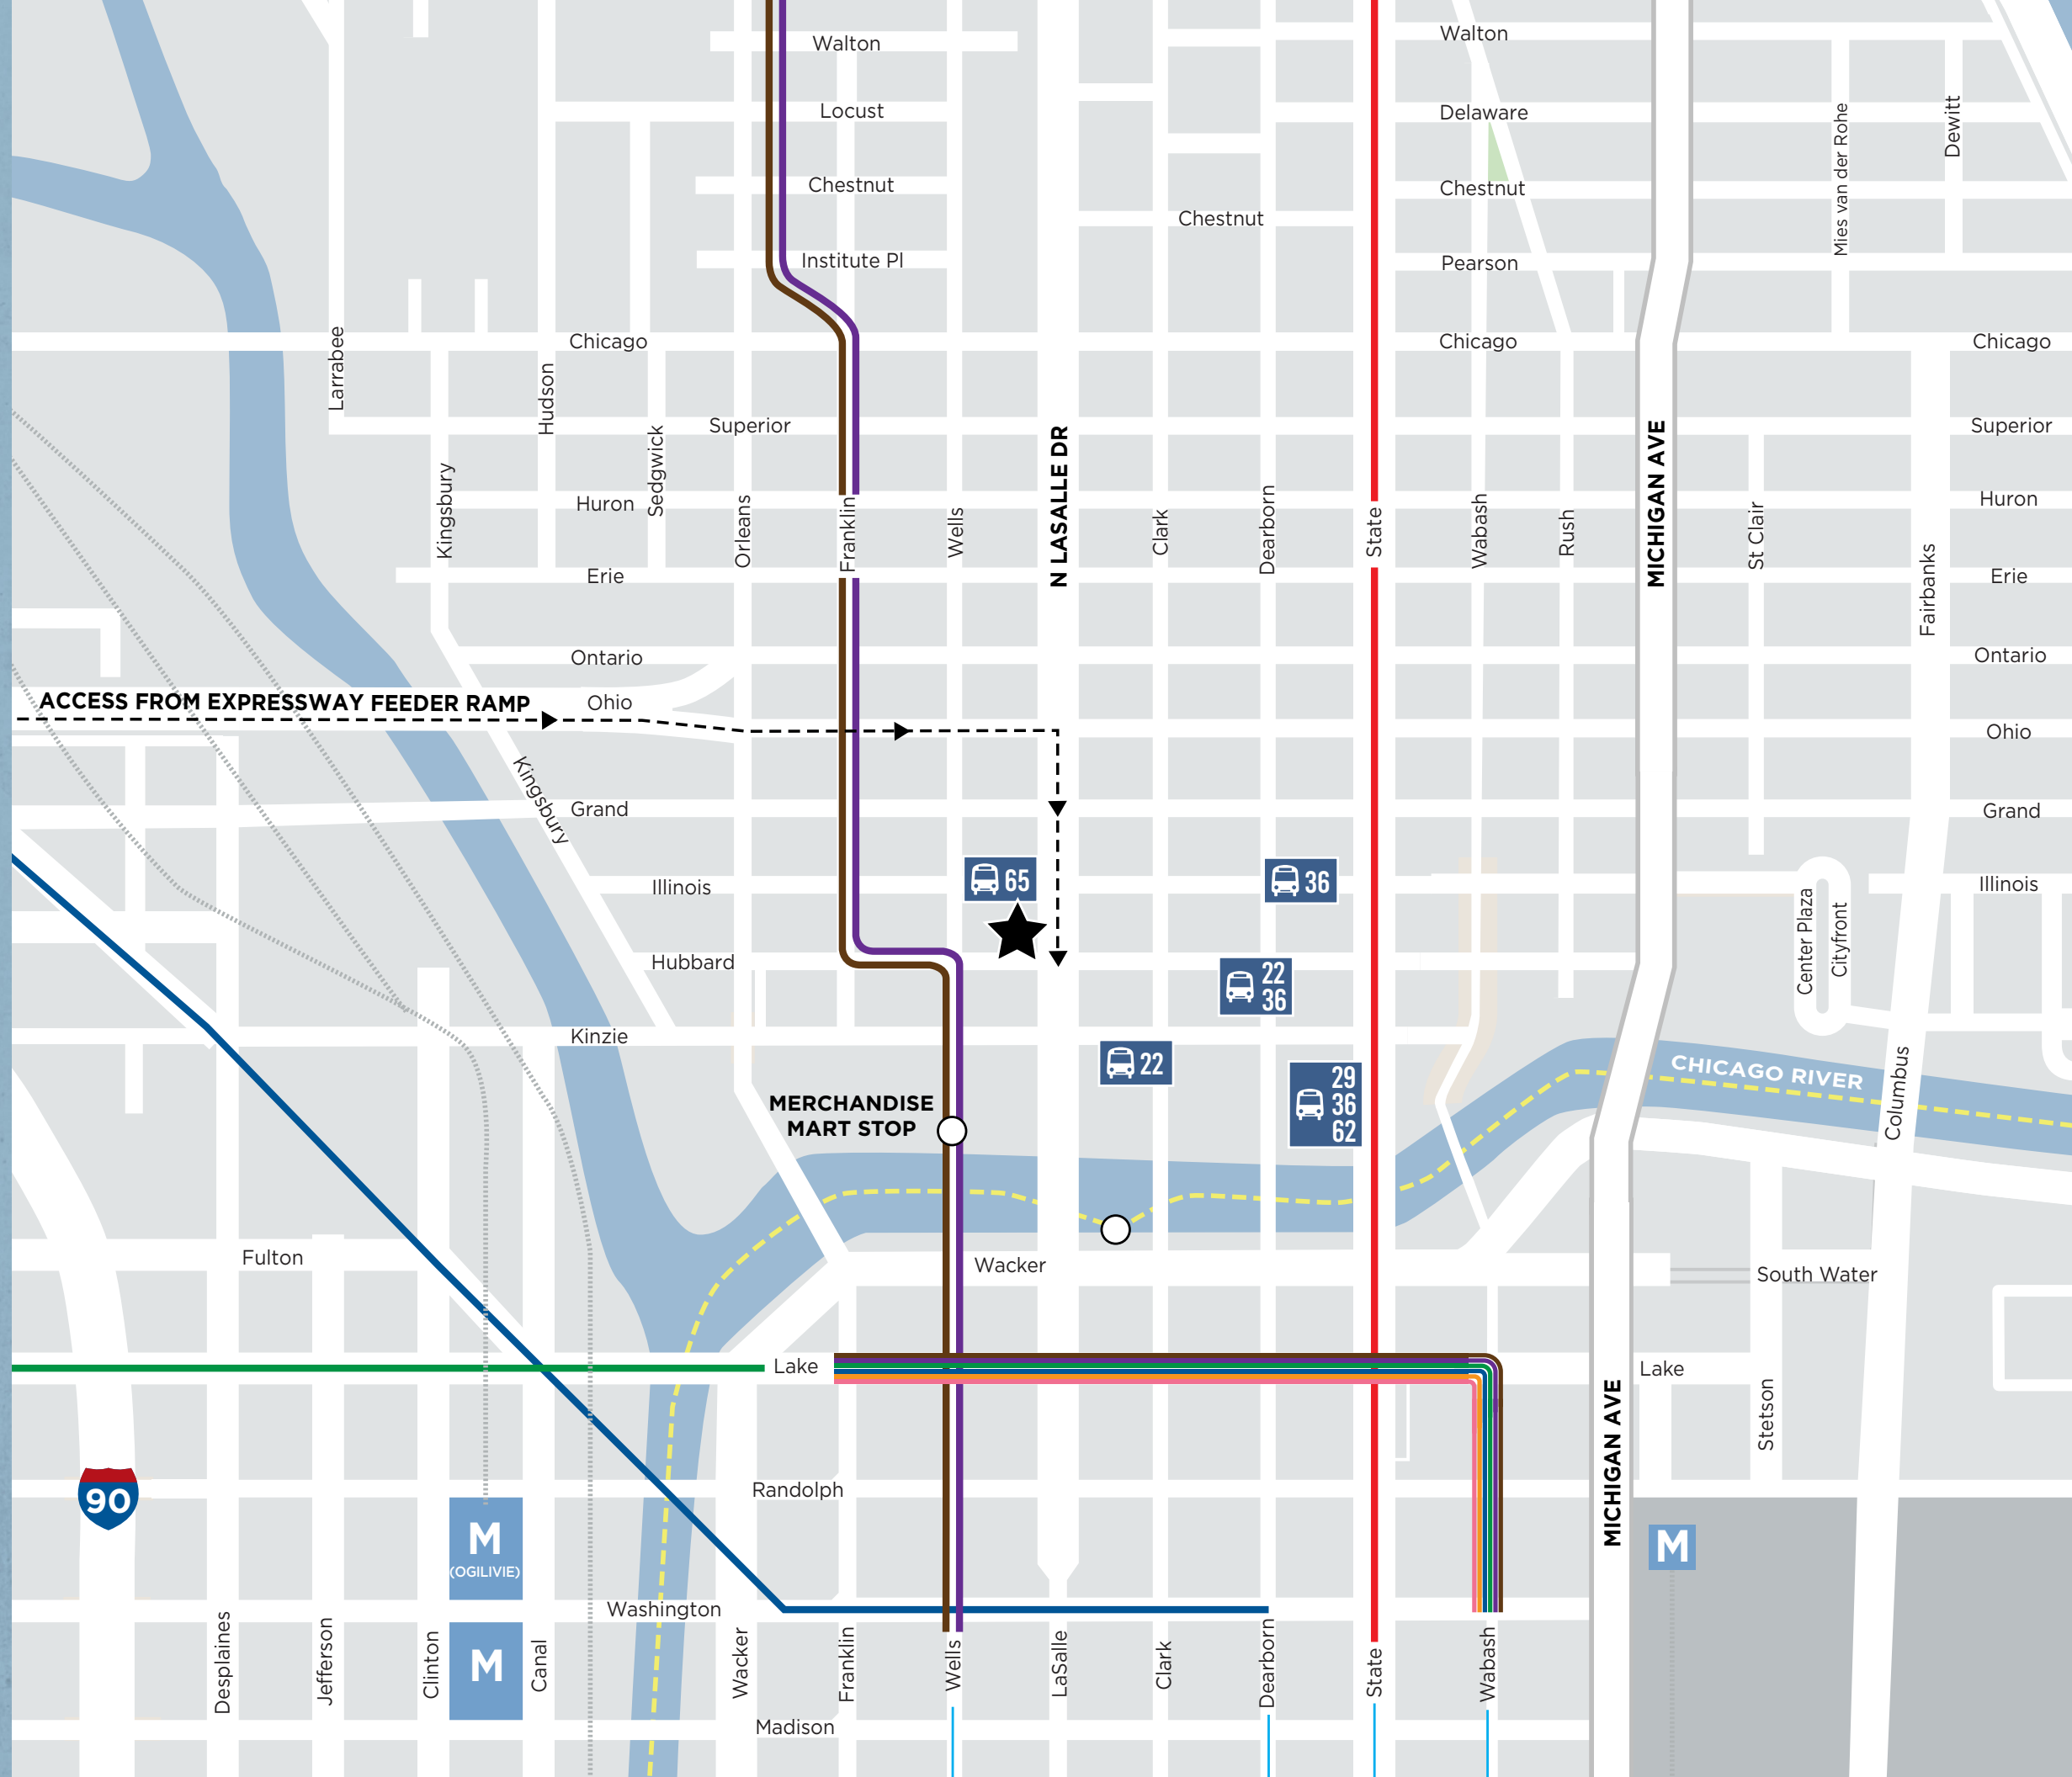 Walton
Walton
Locust
Delaware
Dewitt
Mies van der Rohe
Chestnut
Chestnut
Chestnut
Institute Pl
Pearson
Chicago
Chicago
Chicago
Larrabee
Hudson
Superior
Superior
Kingsbury
Sedgwick
Orleans
Franklin
Wells
N LASALLE DR
Clark
Dearborn
State
Wabash
Rush
MICHIGAN AVE
St Clair
Fairbanks
Huron
Huron
Erie
Erie
Ontario
Ontario
ACCESS FROM EXPRESSWAY FEEDER RAMP
Ohio
Ohio
Kingsbury
Grand
Grand
65
36
Illinois
Illinois
Center Plaza
Cityfront
Hubbard
22
36
Kinzie
22
29
36
62
CHICAGO RIVER
Columbus
MERCHANDISE
MART STOP
Fulton
Wacker
South Water
Lake
Lake
Stetson
MICHIGAN AVE
90
Randolph
M
(OGILIVIE)
M
Washington
M
Desplaines
Jefferson
Clinton
Canal
Wacker
Franklin
Wells
LaSalle
Clark
Dearborn
State
Wabash
Madison